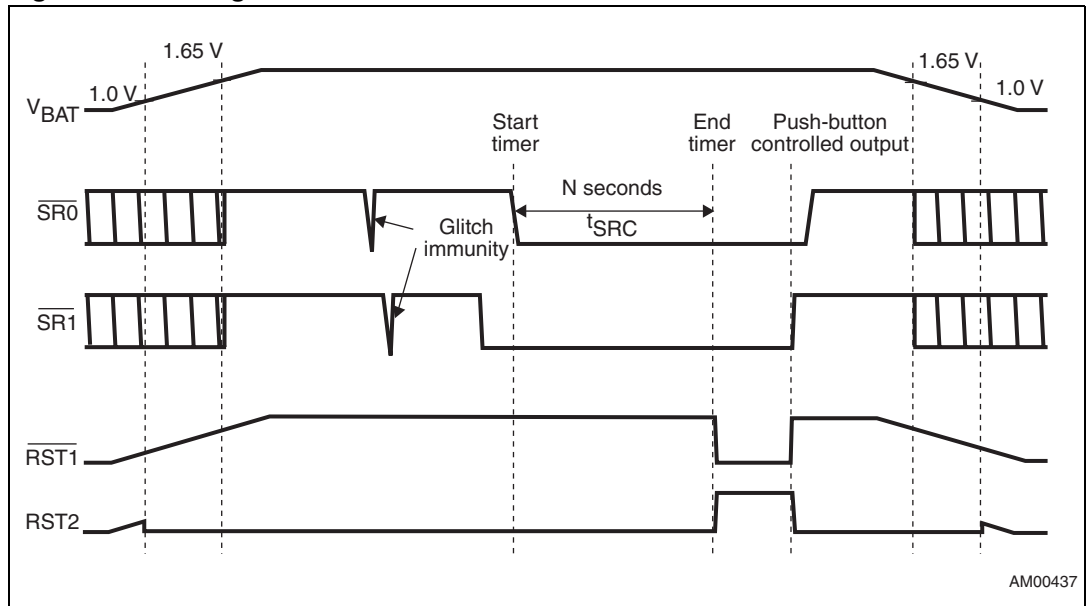 1.65 V
1.65 V
1.0 V
1.0 V
VBAT
Start
timer
End
timer
Push-button
controlled output
N seconds
tSRC
SR0
Glitch
immunity
SR1
RST1
RST2
AM00437